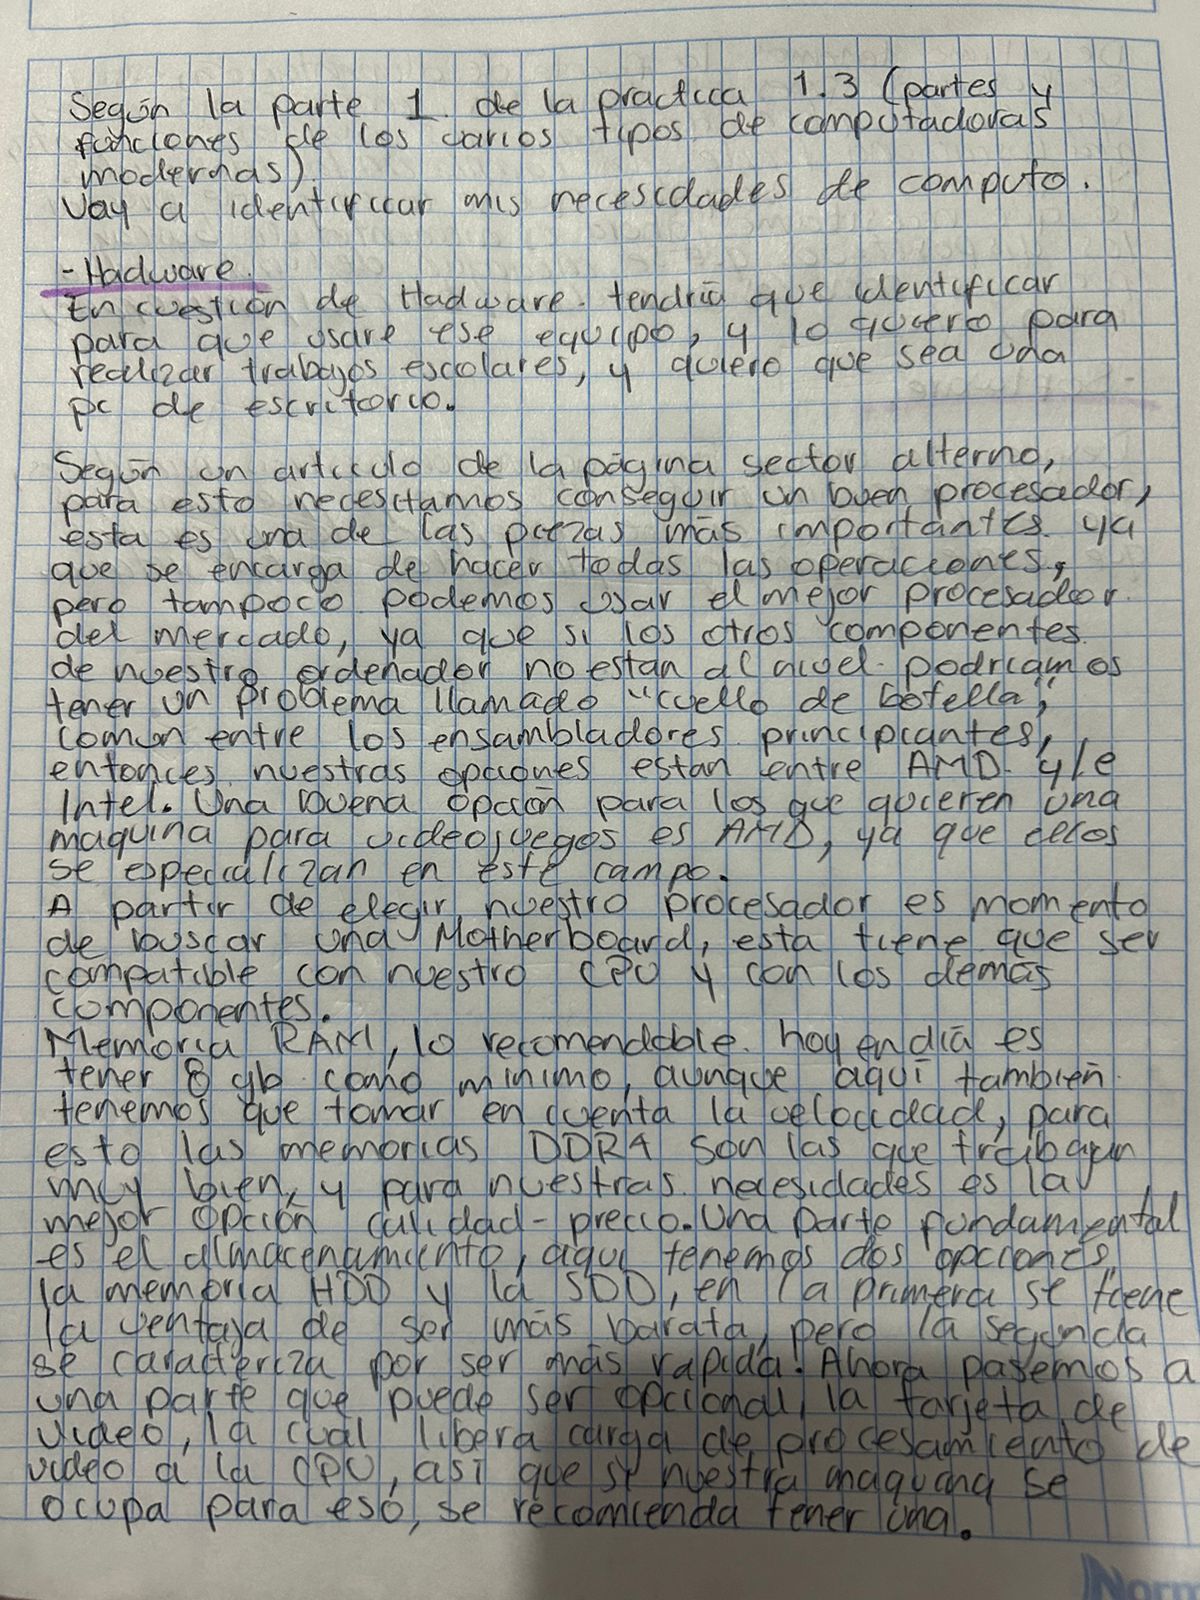 Según la parte 1 de la practica 1.3 (partes y
funciones de los varios tipos de computadoras
modernas)
Voy a identificar mis necesidades de computo.
- Hadware.
En cuestion de Hadware tendría que identificar
para que usare ese equipo, y lo quiero para
realizar trabajos escolares, y quiero que sea una
pc de escritorio.
Según un articulo de la página sector alterno,
para esto necesitamos conseguir un buen procesador,
esta es una de las piezas más importantes ya
que se encarga de hacer todas las operaciones,
pero tampoco podemos usar el mejor procesador
del mercado, ya que si los otros componentes
de nuestro ordenador no estan al nivel podriamos
tener un problema llamado "cuello de botella",
común entre los ensambladores principiantes,
entonces nuestras opciones estan entre AMD y/e
Intel. Una buena opción para los que quieren una
maquina para videojuegos es AMD, ya que ellos
se especializan en este campo.
A partir de elegir nuestro procesador es momento
de buscar una Motherboard, esta tiene que ser
compatible con nuestro CPU y con los demás
componentes.
Memoria RAM, lo recomendable hoy en día es
tener 8 gb como minimo, aunque aquí también
tenemos que tomar en cuenta la velocidad, para
esto las memorias DDR4 son las que trabajan
muy bien, y para nuestras necesidades es la
mejor opción calidad-precio. Una parte fundamental
es el almacenamiento, aqui tenemos dos opciones,
la memoria HDD y la SDD, en la primera se tiene
la ventaja de ser más barata, pero la segunda
se caracteriza por ser más rapida. Ahora pasemos a
una parte que puede ser opcional, la tarjeta de
video, la cual libera carga de procesamiento de
video a la CPU, así que si nuestra maquina se
ocupa para eso, se recomienda tener una.
Norm